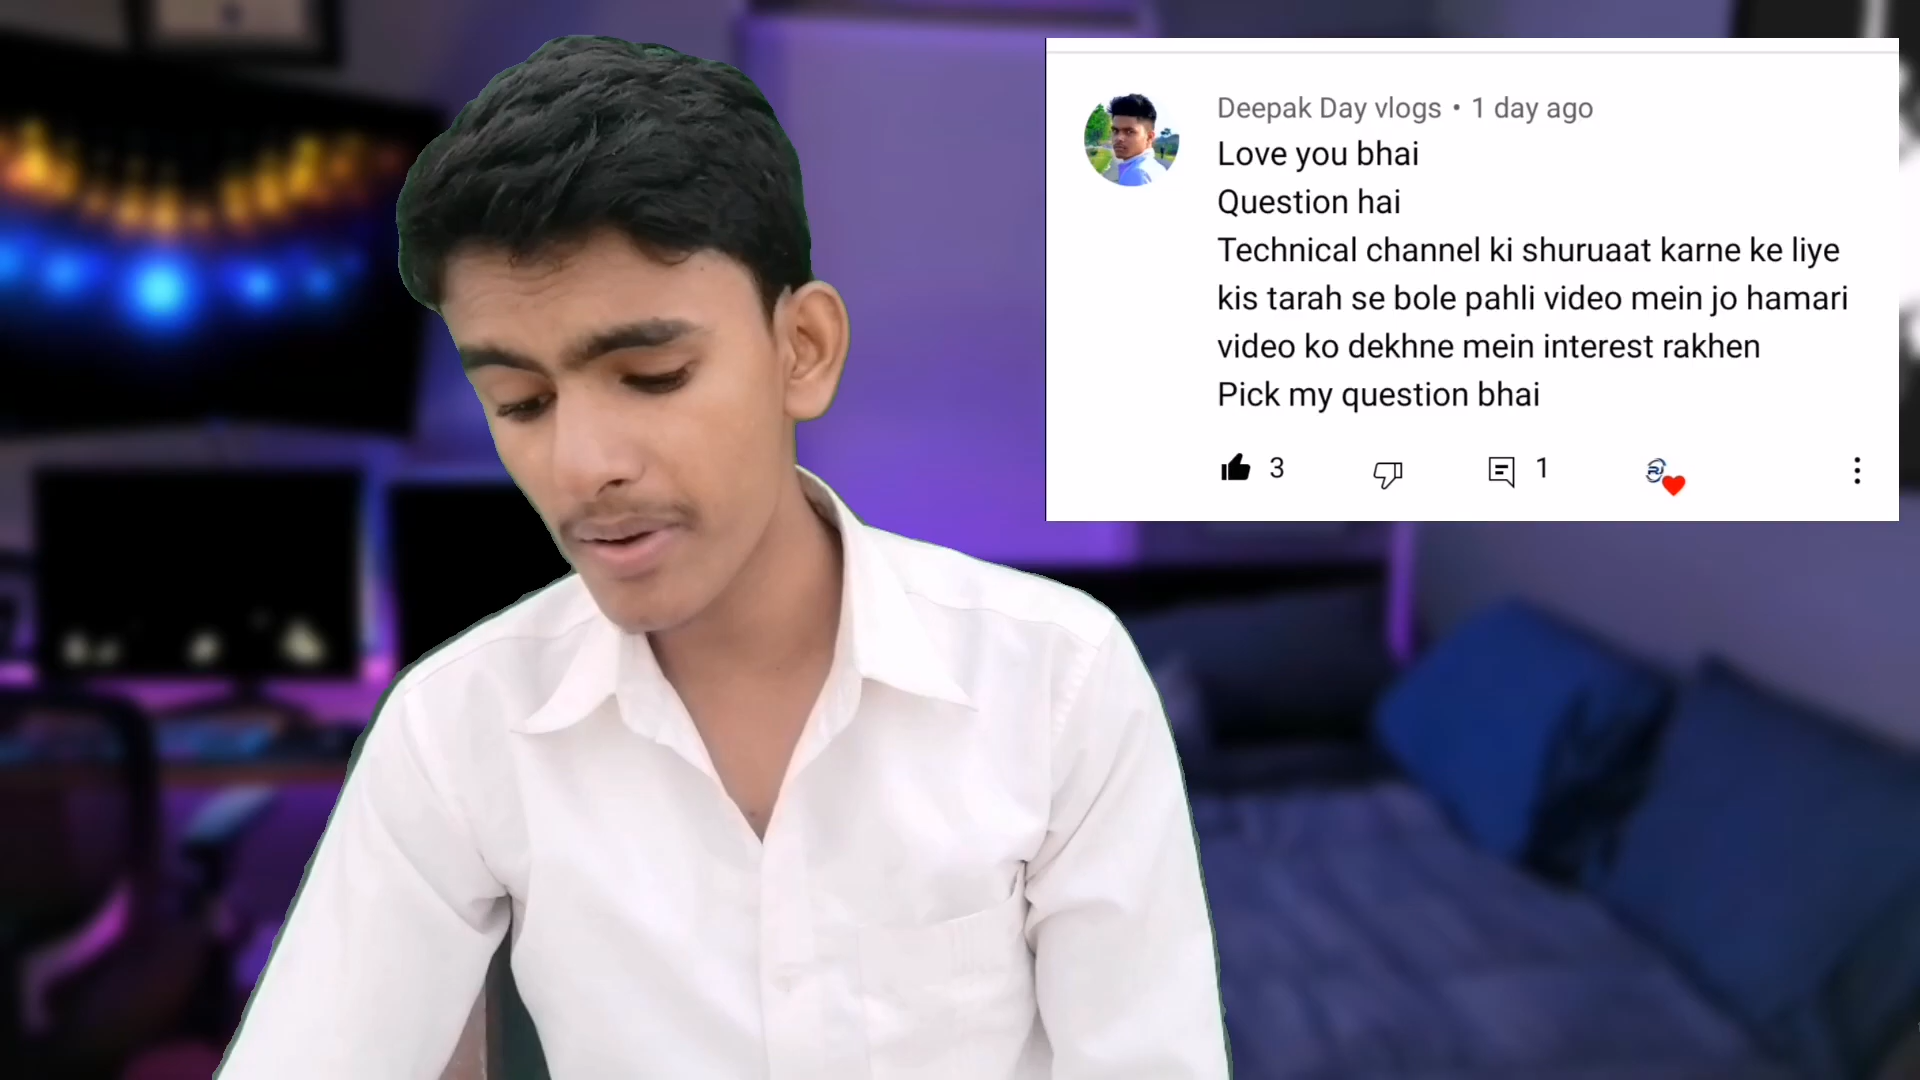 Deepak Day vlogs • 1 day ago
Love you bhai
Question hai
Technical channel ki shuruaat karne ke liye
kis tarah se bole pahli video mein jo hamari
video ko dekhne mein interest rakhen
Pick my question bhai
3 1